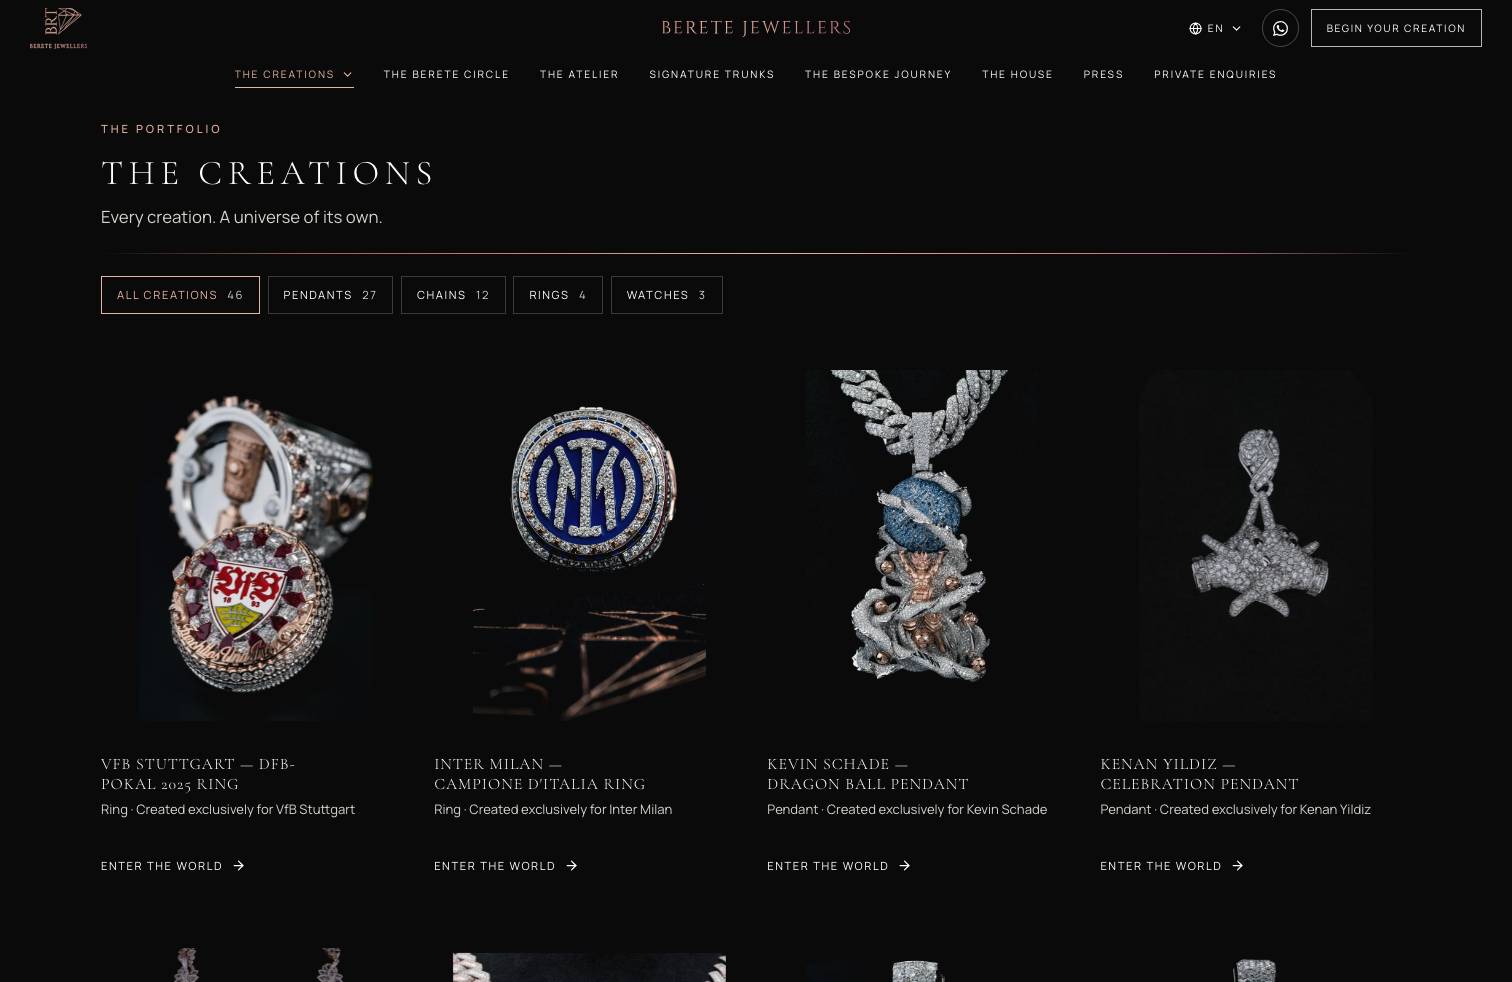 BRT
BERETE JEWELLERS
BERETE JEWELLERS
EN
BEGIN YOUR CREATION
THE CREATIONS
THE BERETE CIRCLE
THE ATELIER
SIGNATURE TRUNKS
THE BESPOKE JOURNEY
THE HOUSE
PRESS
PRIVATE ENQUIRIES
THE PORTFOLIO
THE CREATIONS
Every creation. A universe of its own.
ALL CREATIONS 46
PENDANTS 27
CHAINS 12
RINGS 4
WATCHES 3
VfB
18 93
IM
VFB STUTTGART — DFB-
POKAL 2025 RING
Ring · Created exclusively for VfB Stuttgart
ENTER THE WORLD
INTER MILAN —
CAMPIONE D'ITALIA RING
Ring · Created exclusively for Inter Milan
ENTER THE WORLD
KEVIN SCHADE —
DRAGON BALL PENDANT
Pendant · Created exclusively for Kevin Schade
ENTER THE WORLD
KENAN YILDIZ —
CELEBRATION PENDANT
Pendant · Created exclusively for Kenan Yildiz
ENTER THE WORLD